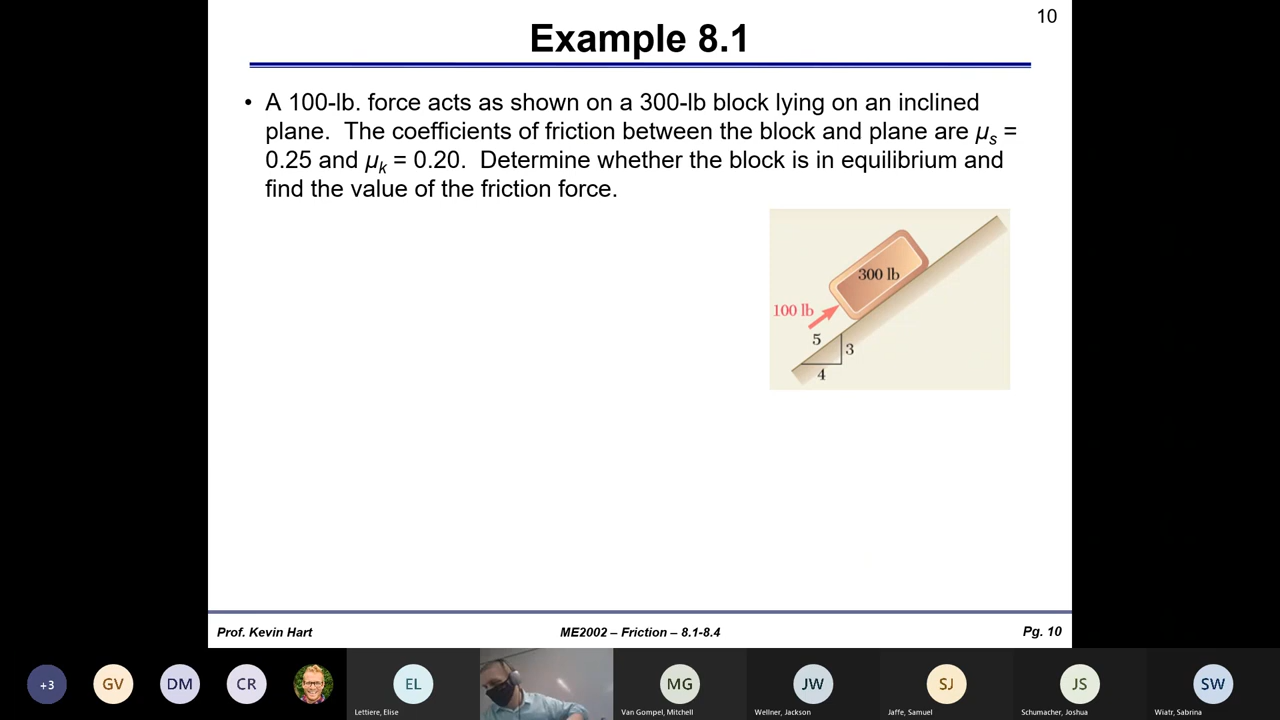 10
Example 8.1
• A 100-lb. force acts as shown on a 300-lb block lying on an inclined
plane. The coefficients of friction between the block and plane are μs =
0.25 and μk = 0.20. Determine whether the block is in equilibrium and
find the value of the friction force.
300 lb
100 lb
5
3
4
Prof. Kevin Hart
ME2002 – Friction – 8.1-8.4
Pg. 10
+3
GV
DM
CR
EL
MG
JW
SJ
JS
SW
Lettiere, Elise
Van Gompel, Mitchell
Wellner, Jackson
Jaffe, Samuel
Schumacher, Joshua
Wiatr, Sabrina